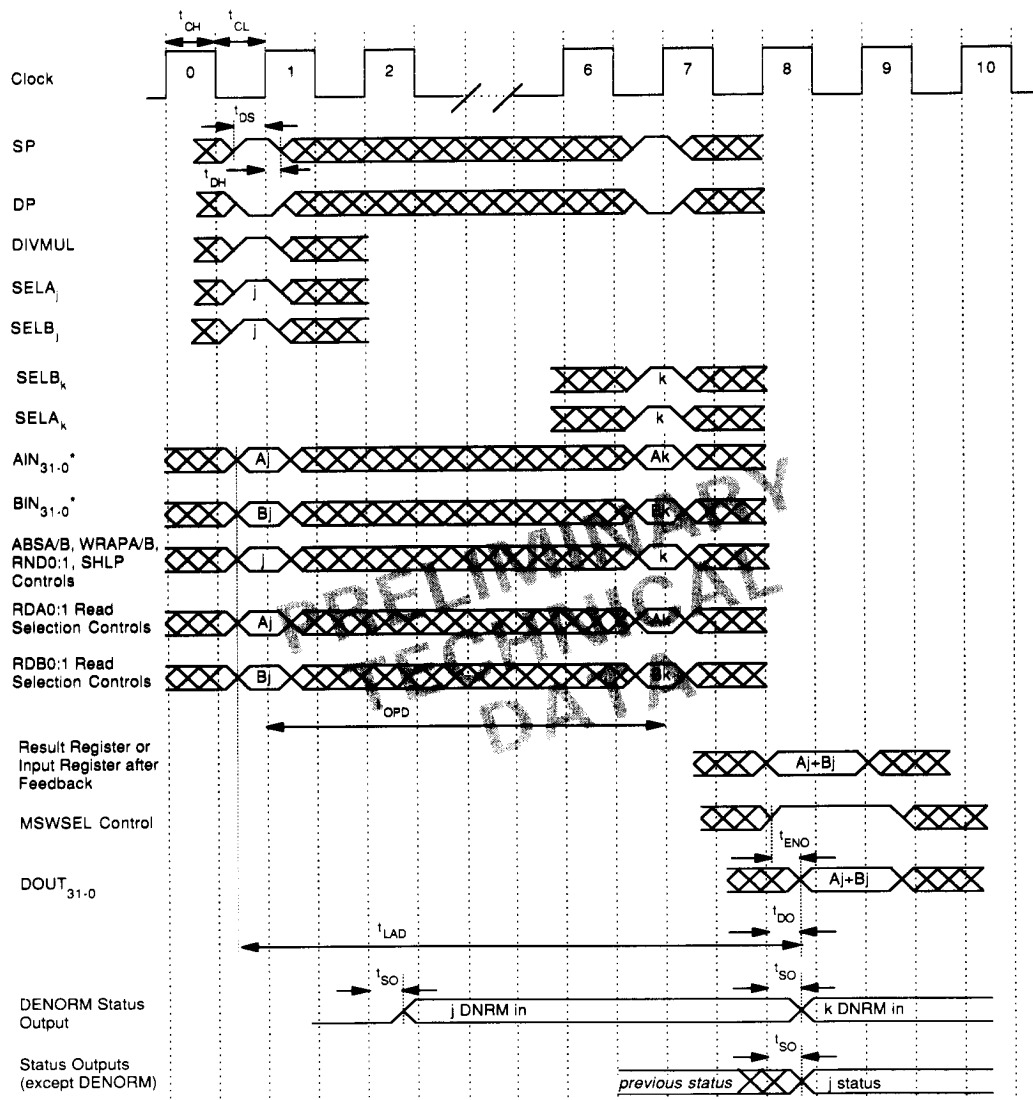 tCH tCL
Clock 0 1 2 6 7 8 9 10
tDS
SP
tDH
DP
DIVMUL
SELAj j
SELBj j
SELBk k
SELAk k
AIN31-0* Aj Ak
BIN31-0* Bj Bk
ABSA/B, WRAPA/B,
RND0:1, SHLP
Controls
j k
RDA0:1 Read
Selection Controls
Aj Ak
RDB0:1 Read
Selection Controls
Bj Bk
PRELIMINARY
TECHNICAL
DATA
tOPD
Result Register or
Input Register after
Feedback
Aj+Bj
MSWSEL Control
tENO
DOUT31-0 Aj+Bj
tDO
tLAD
tSO tSO
DENORM Status
Output
j DNRM in k DNRM in
tSO
Status Outputs
(except DENORM)
previous status j status